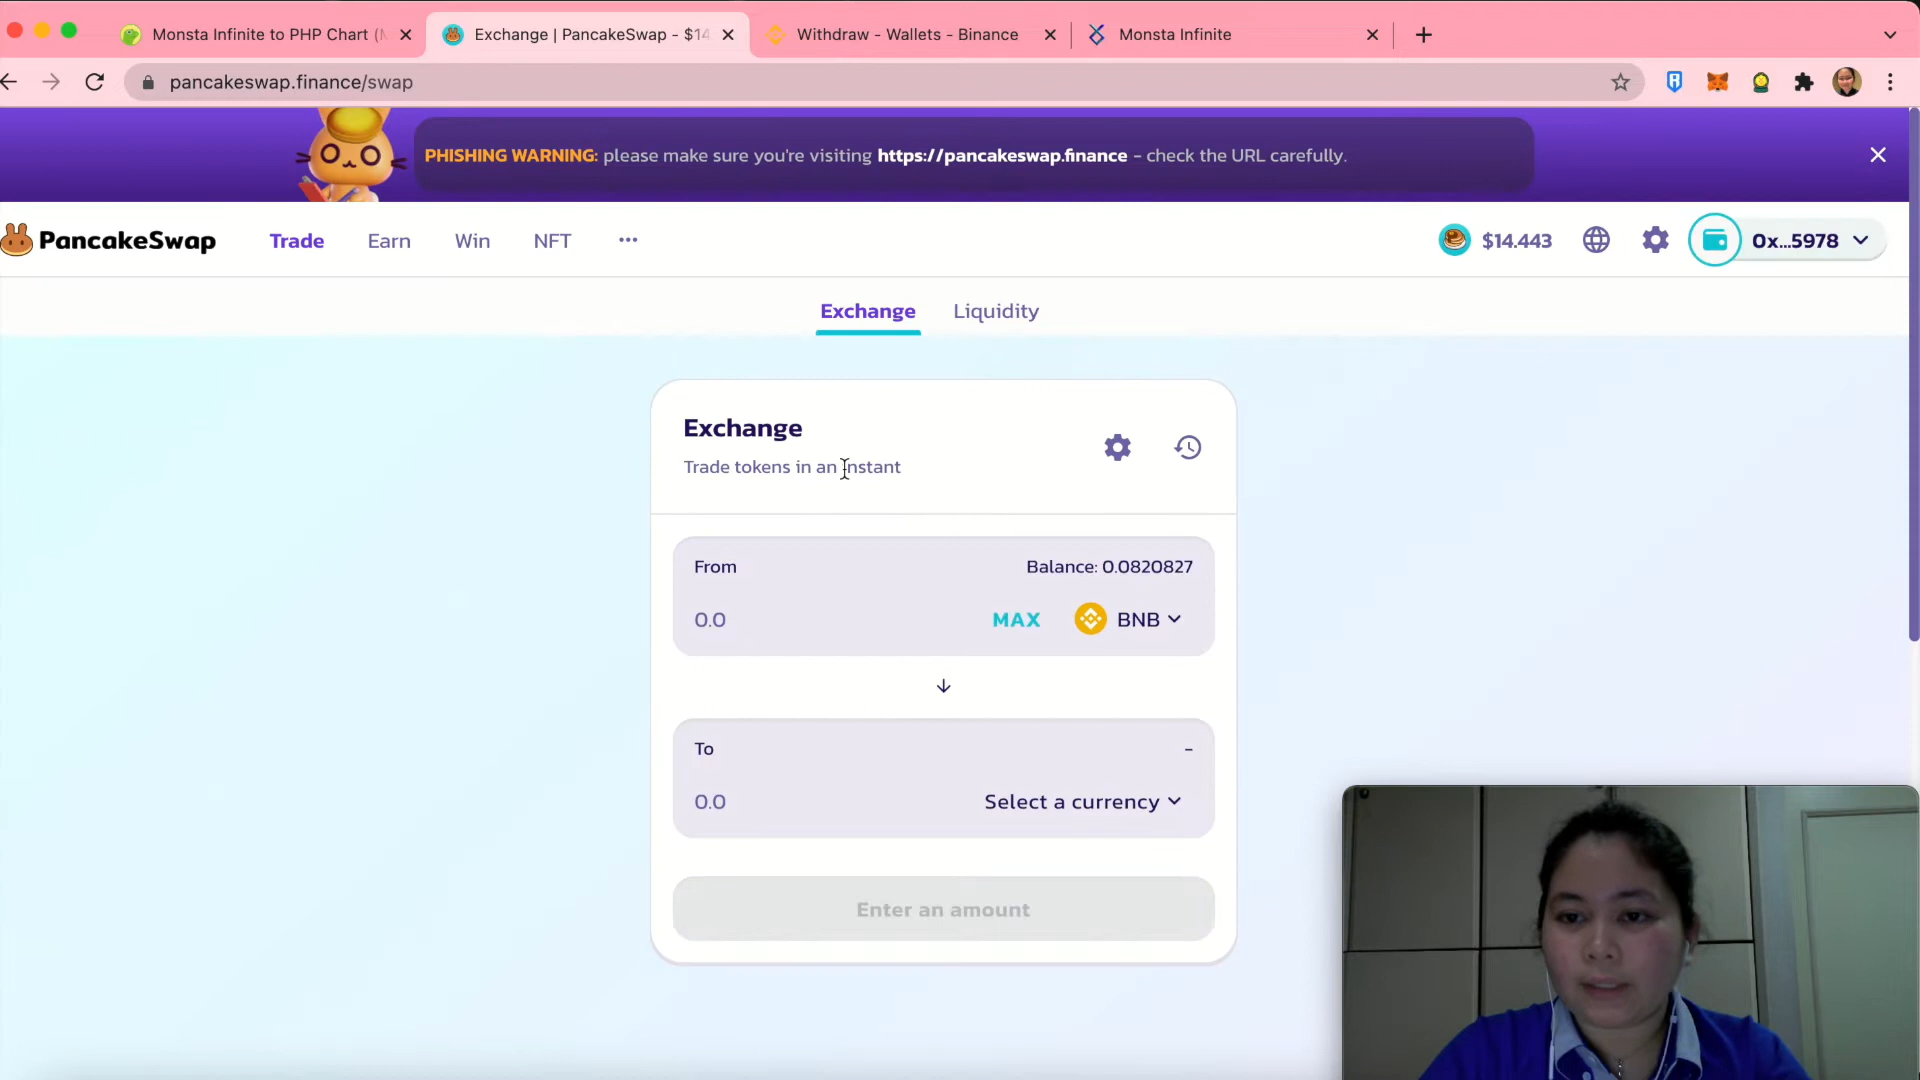 Monsta Infinite to PHP Chart (M
Exchange | PancakeSwap - $14
Withdraw - Wallets - Binance
Monsta Infinite
pancakeswap.finance/swap
PHISHING WARNING: please make sure you're visiting https://pancakeswap.finance - check the URL carefully.
PancakeSwap
Trade
Earn
Win
NFT
$14.443
0x...5978
Exchange
Liquidity
Exchange
Trade tokens in an instant
From
Balance: 0.0820827
0.0
MAX
BNB
To
-
0.0
Select a currency
Enter an amount